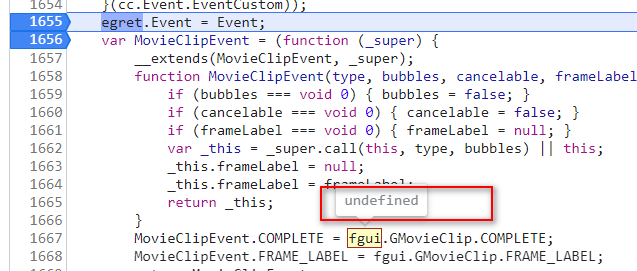 1654 }(cc.Event.EventCustom));
1655 egret.Event = Event;
1656 var MovieClipEvent = (function (_super) {
1657 __extends(MovieClipEvent, _super);
1658 function MovieClipEvent(type, bubbles, cancelable, frameLabel
1659 if (bubbles === void 0) { bubbles = false; }
1660 if (cancelable === void 0) { cancelable = false; }
1661 if (frameLabel === void 0) { frameLabel = null; }
1662 var _this = _super.call(this, type, bubbles) || this;
1663 _this.frameLabel = null;
1664 _this.frameLabel = frameLabel;
1665 return _this;
undefined
1666 }
1667 MovieClipEvent.COMPLETE = fgui.GMovieClip.COMPLETE;
1668 MovieClipEvent.FRAME_LABEL = fgui.GMovieClip.FRAME_LABEL;